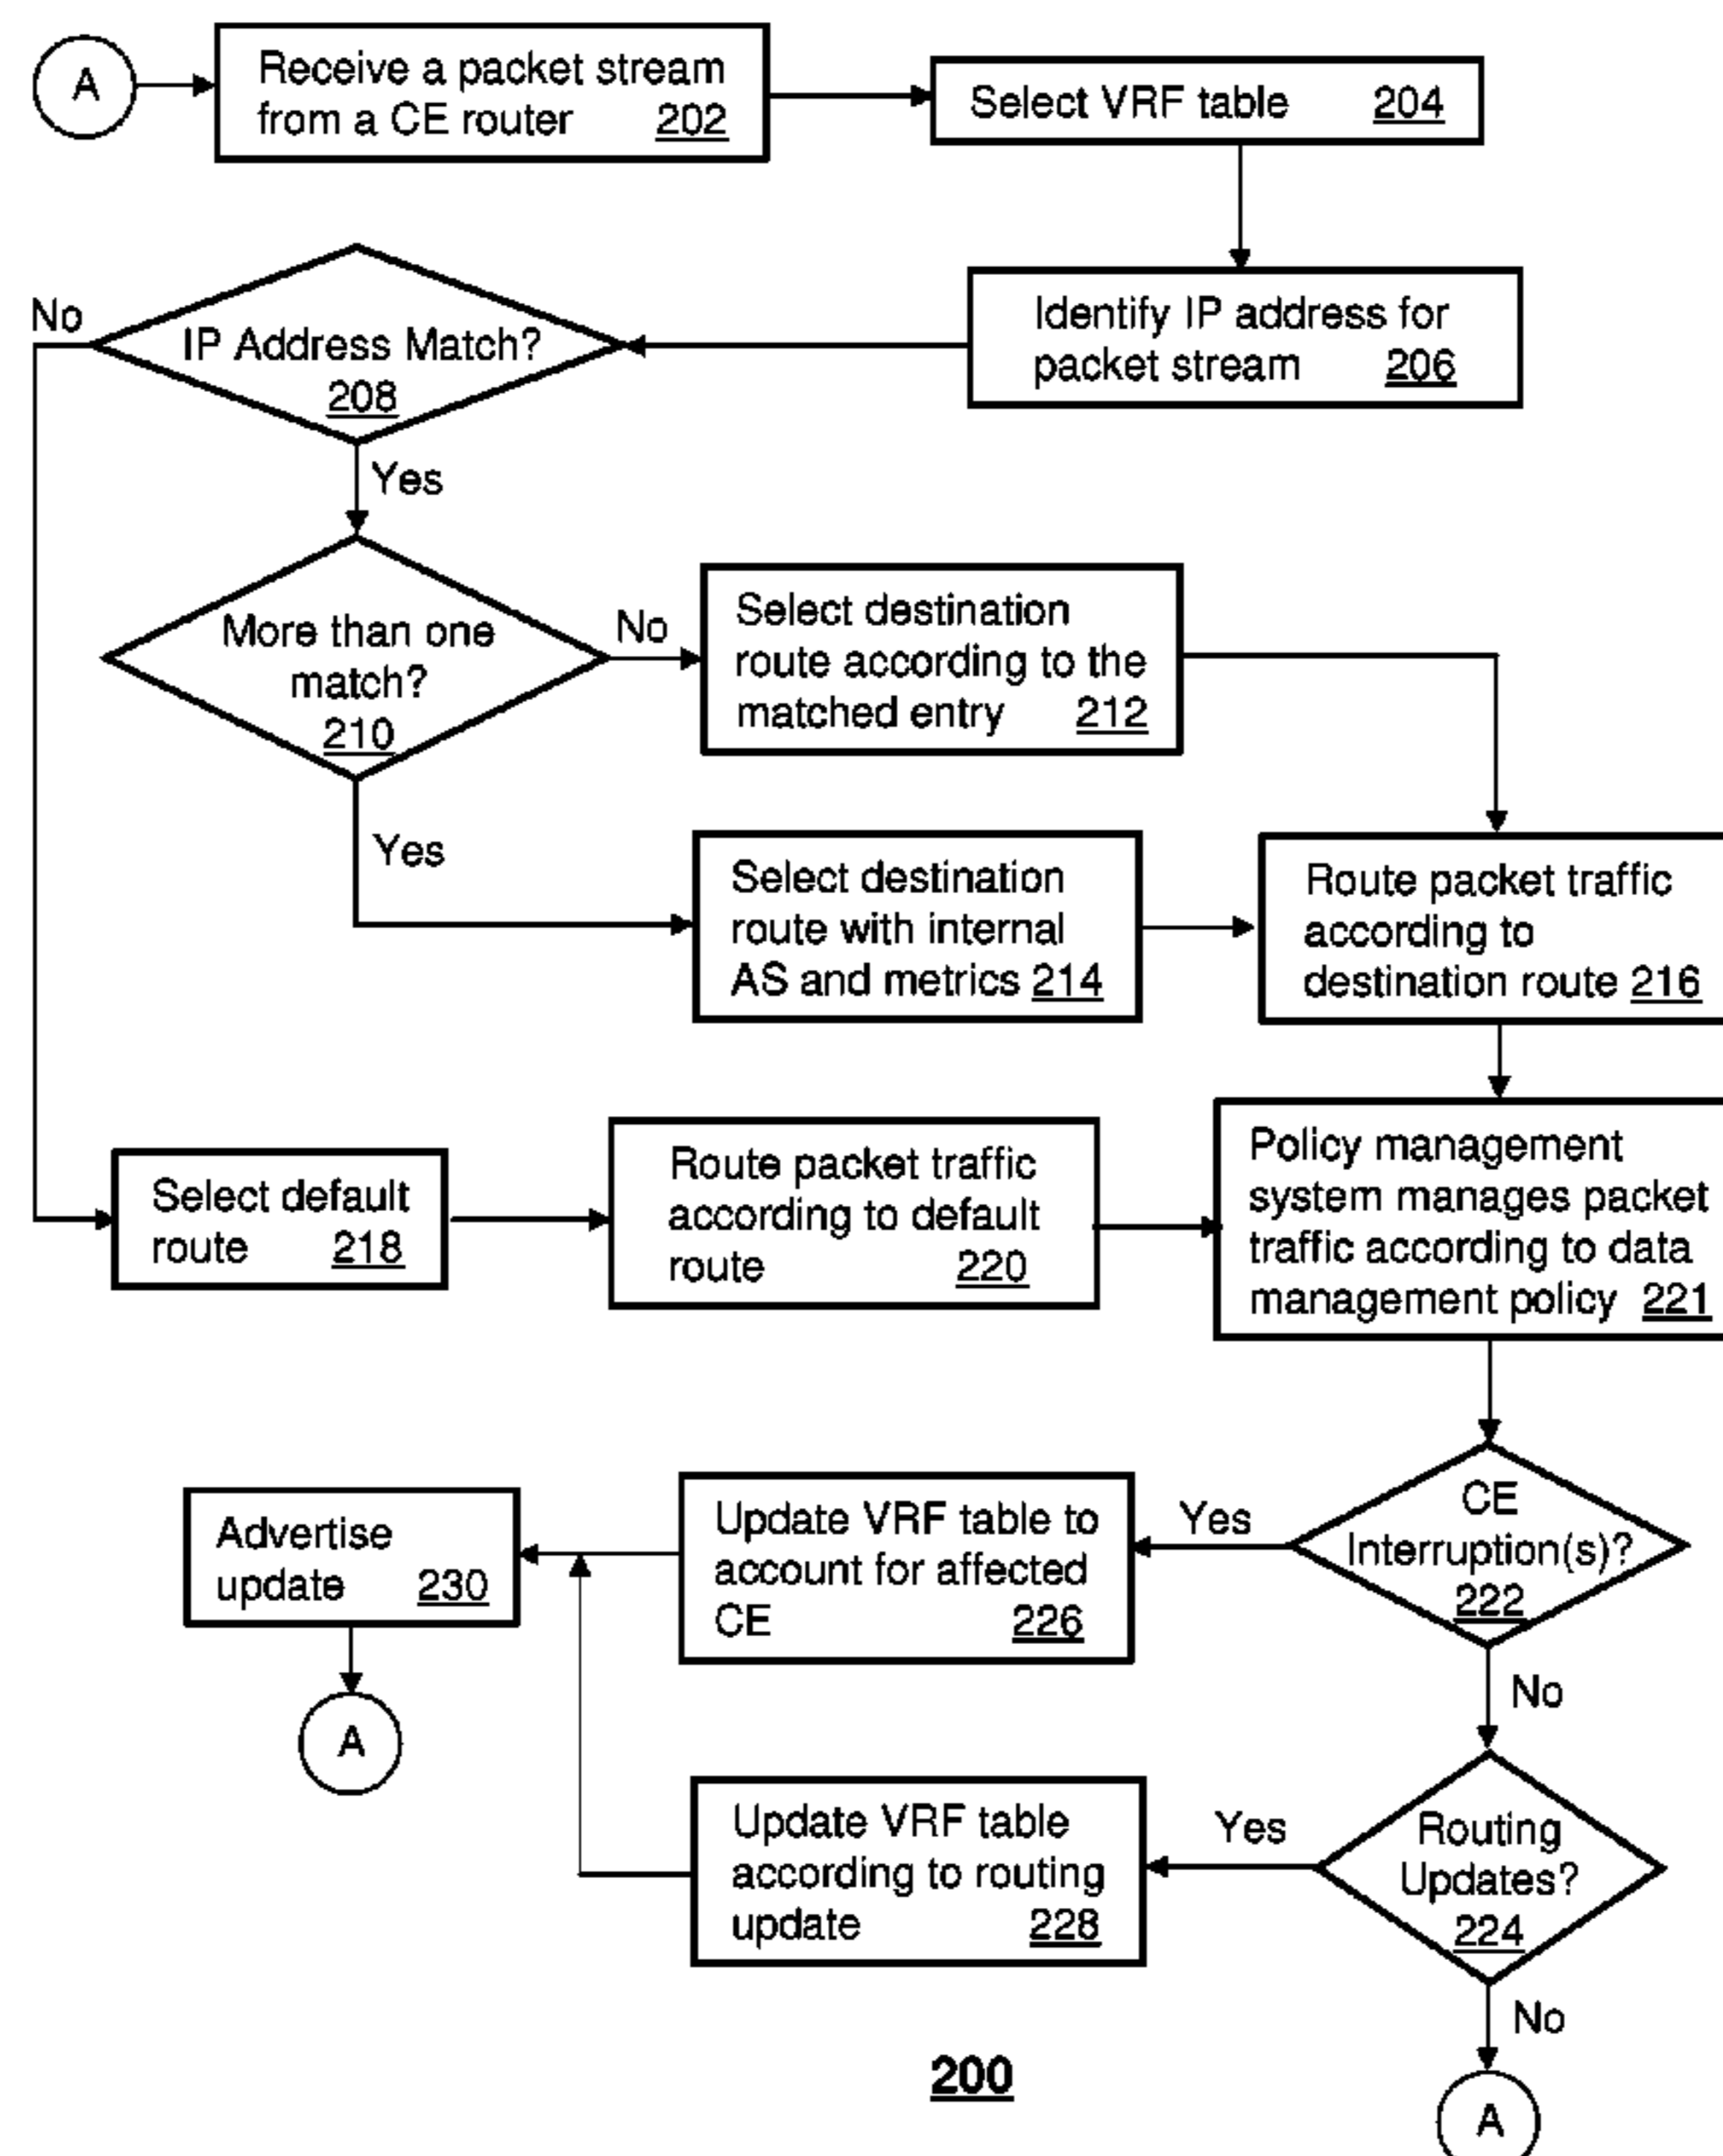 A
Receive a packet stream
from a CE router 202
Select VRF table 204
Identify IP address for
packet stream 206
No
IP Address Match?
208
Yes
More than one
match?
210
No
Select destination
route according to the
matched entry 212
Yes
Select destination
route with internal
AS and metrics 214
Route packet traffic
according to
destination route 216
Select default
route 218
Route packet traffic
according to default
route 220
Policy management
system manages packet
traffic according to data
management policy 221
CE
Interruption(s)?
222
Yes
Update VRF table to
account for affected
CE 226
Advertise
update 230
A
No
Routing
Updates?
224
Yes
Update VRF table
according to routing
update 228
No
A
200